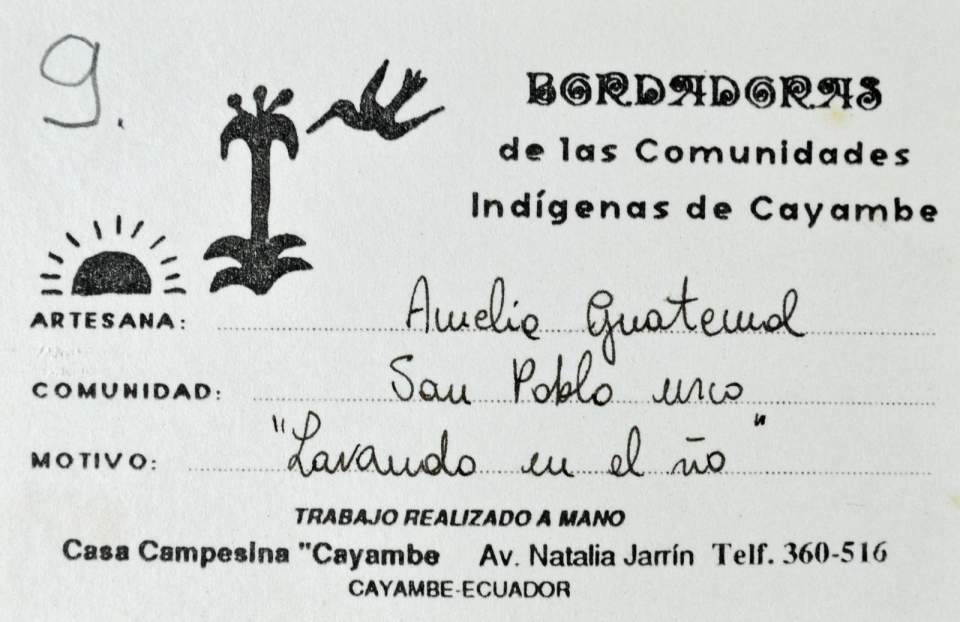 9.
BORDADORAS
de las Comunidades
Indígenas de Cayambe
ARTESANA: Amelia Guatemal
COMUNIDAD: San Pablo urco
MOTIVO: "Lavando en el río"
TRABAJO REALIZADO A MANO
Casa Campesina "Cayambe Av. Natalia Jarrín Telf. 360-516
CAYAMBE-ECUADOR